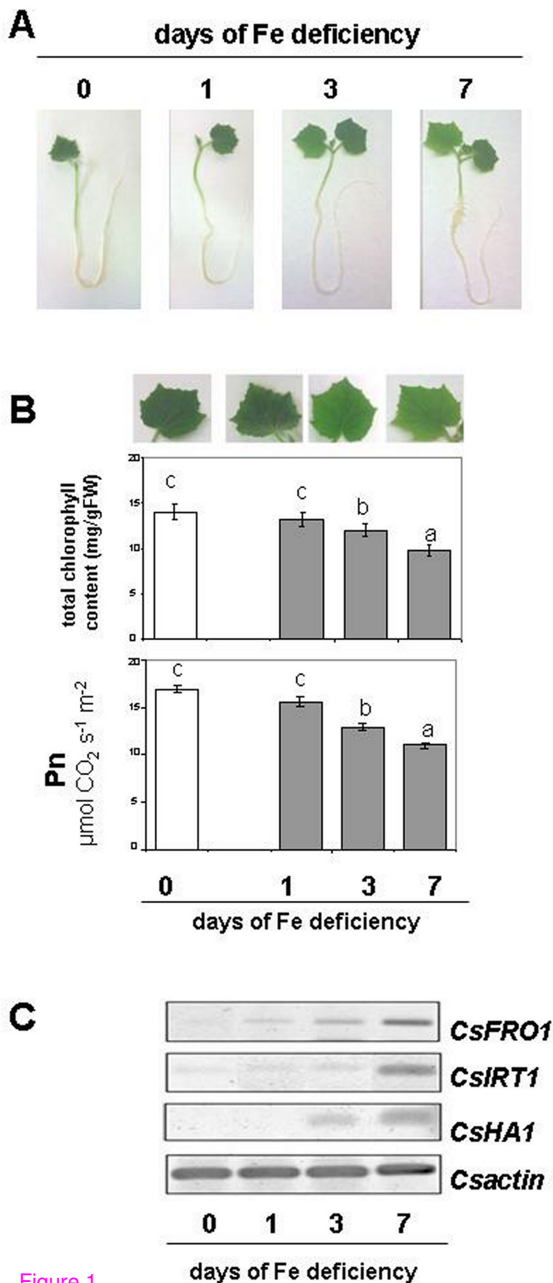 A
days of Fe deficiency
0 1 3 7
B
total chlorophyll
content (mg/gFW)
20
15
10
5
0
c c b a
Pn
µmol CO2 s-1 m-2
20
15
10
5
0
c c b a
0 1 3 7
days of Fe deficiency
C
CsFRO1
CsIRT1
CsHA1
Csactin
0 1 3 7
days of Fe deficiency
Figure 1